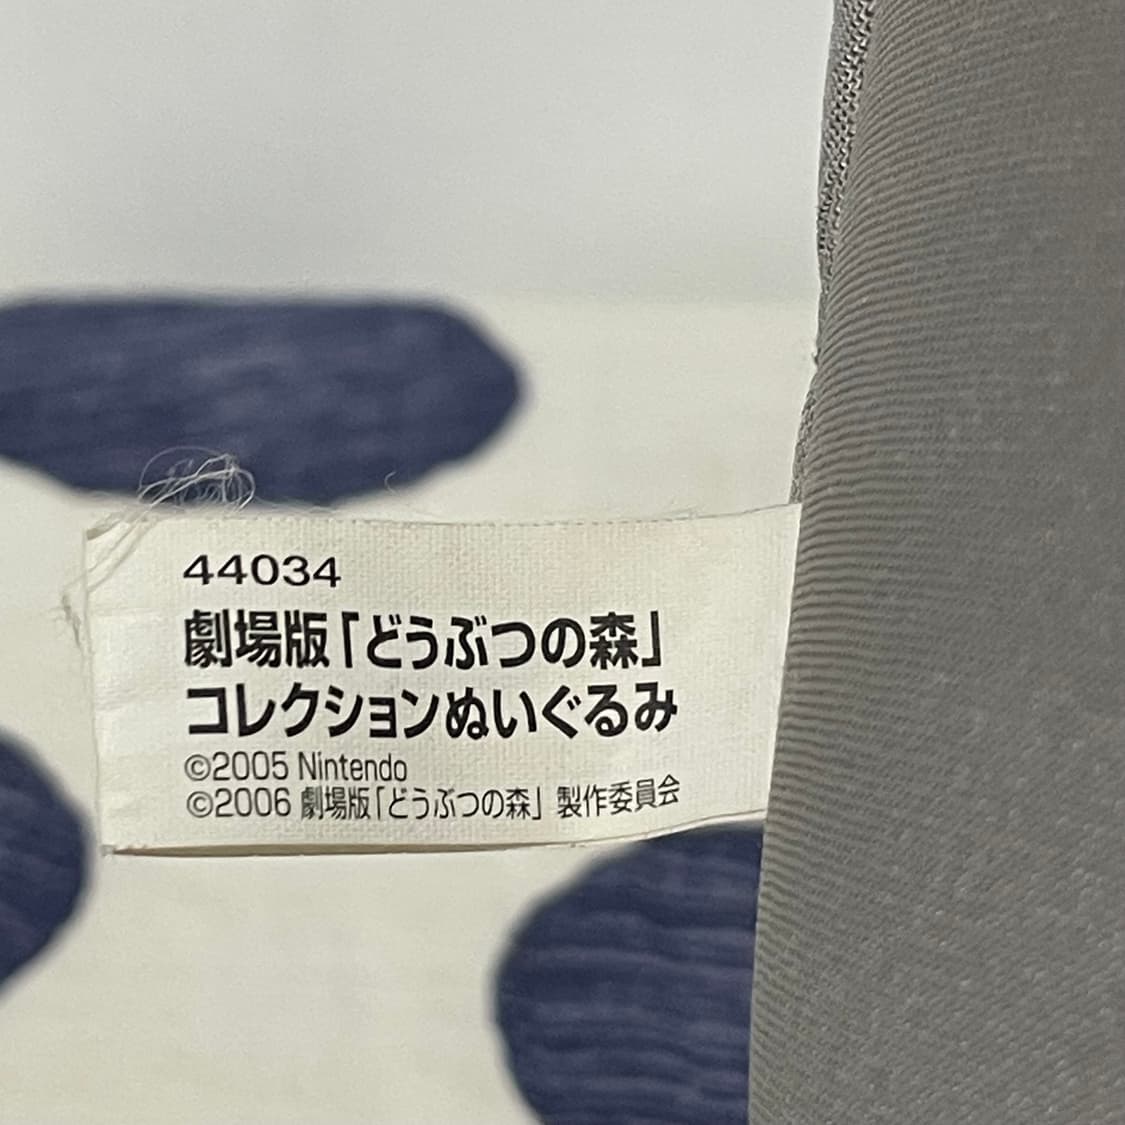 44034
劇場版「どうぶつの森」
コレクションぬいぐるみ
©2005 Nintendo
©2006 劇場版「どうぶつの森」 製作委員会